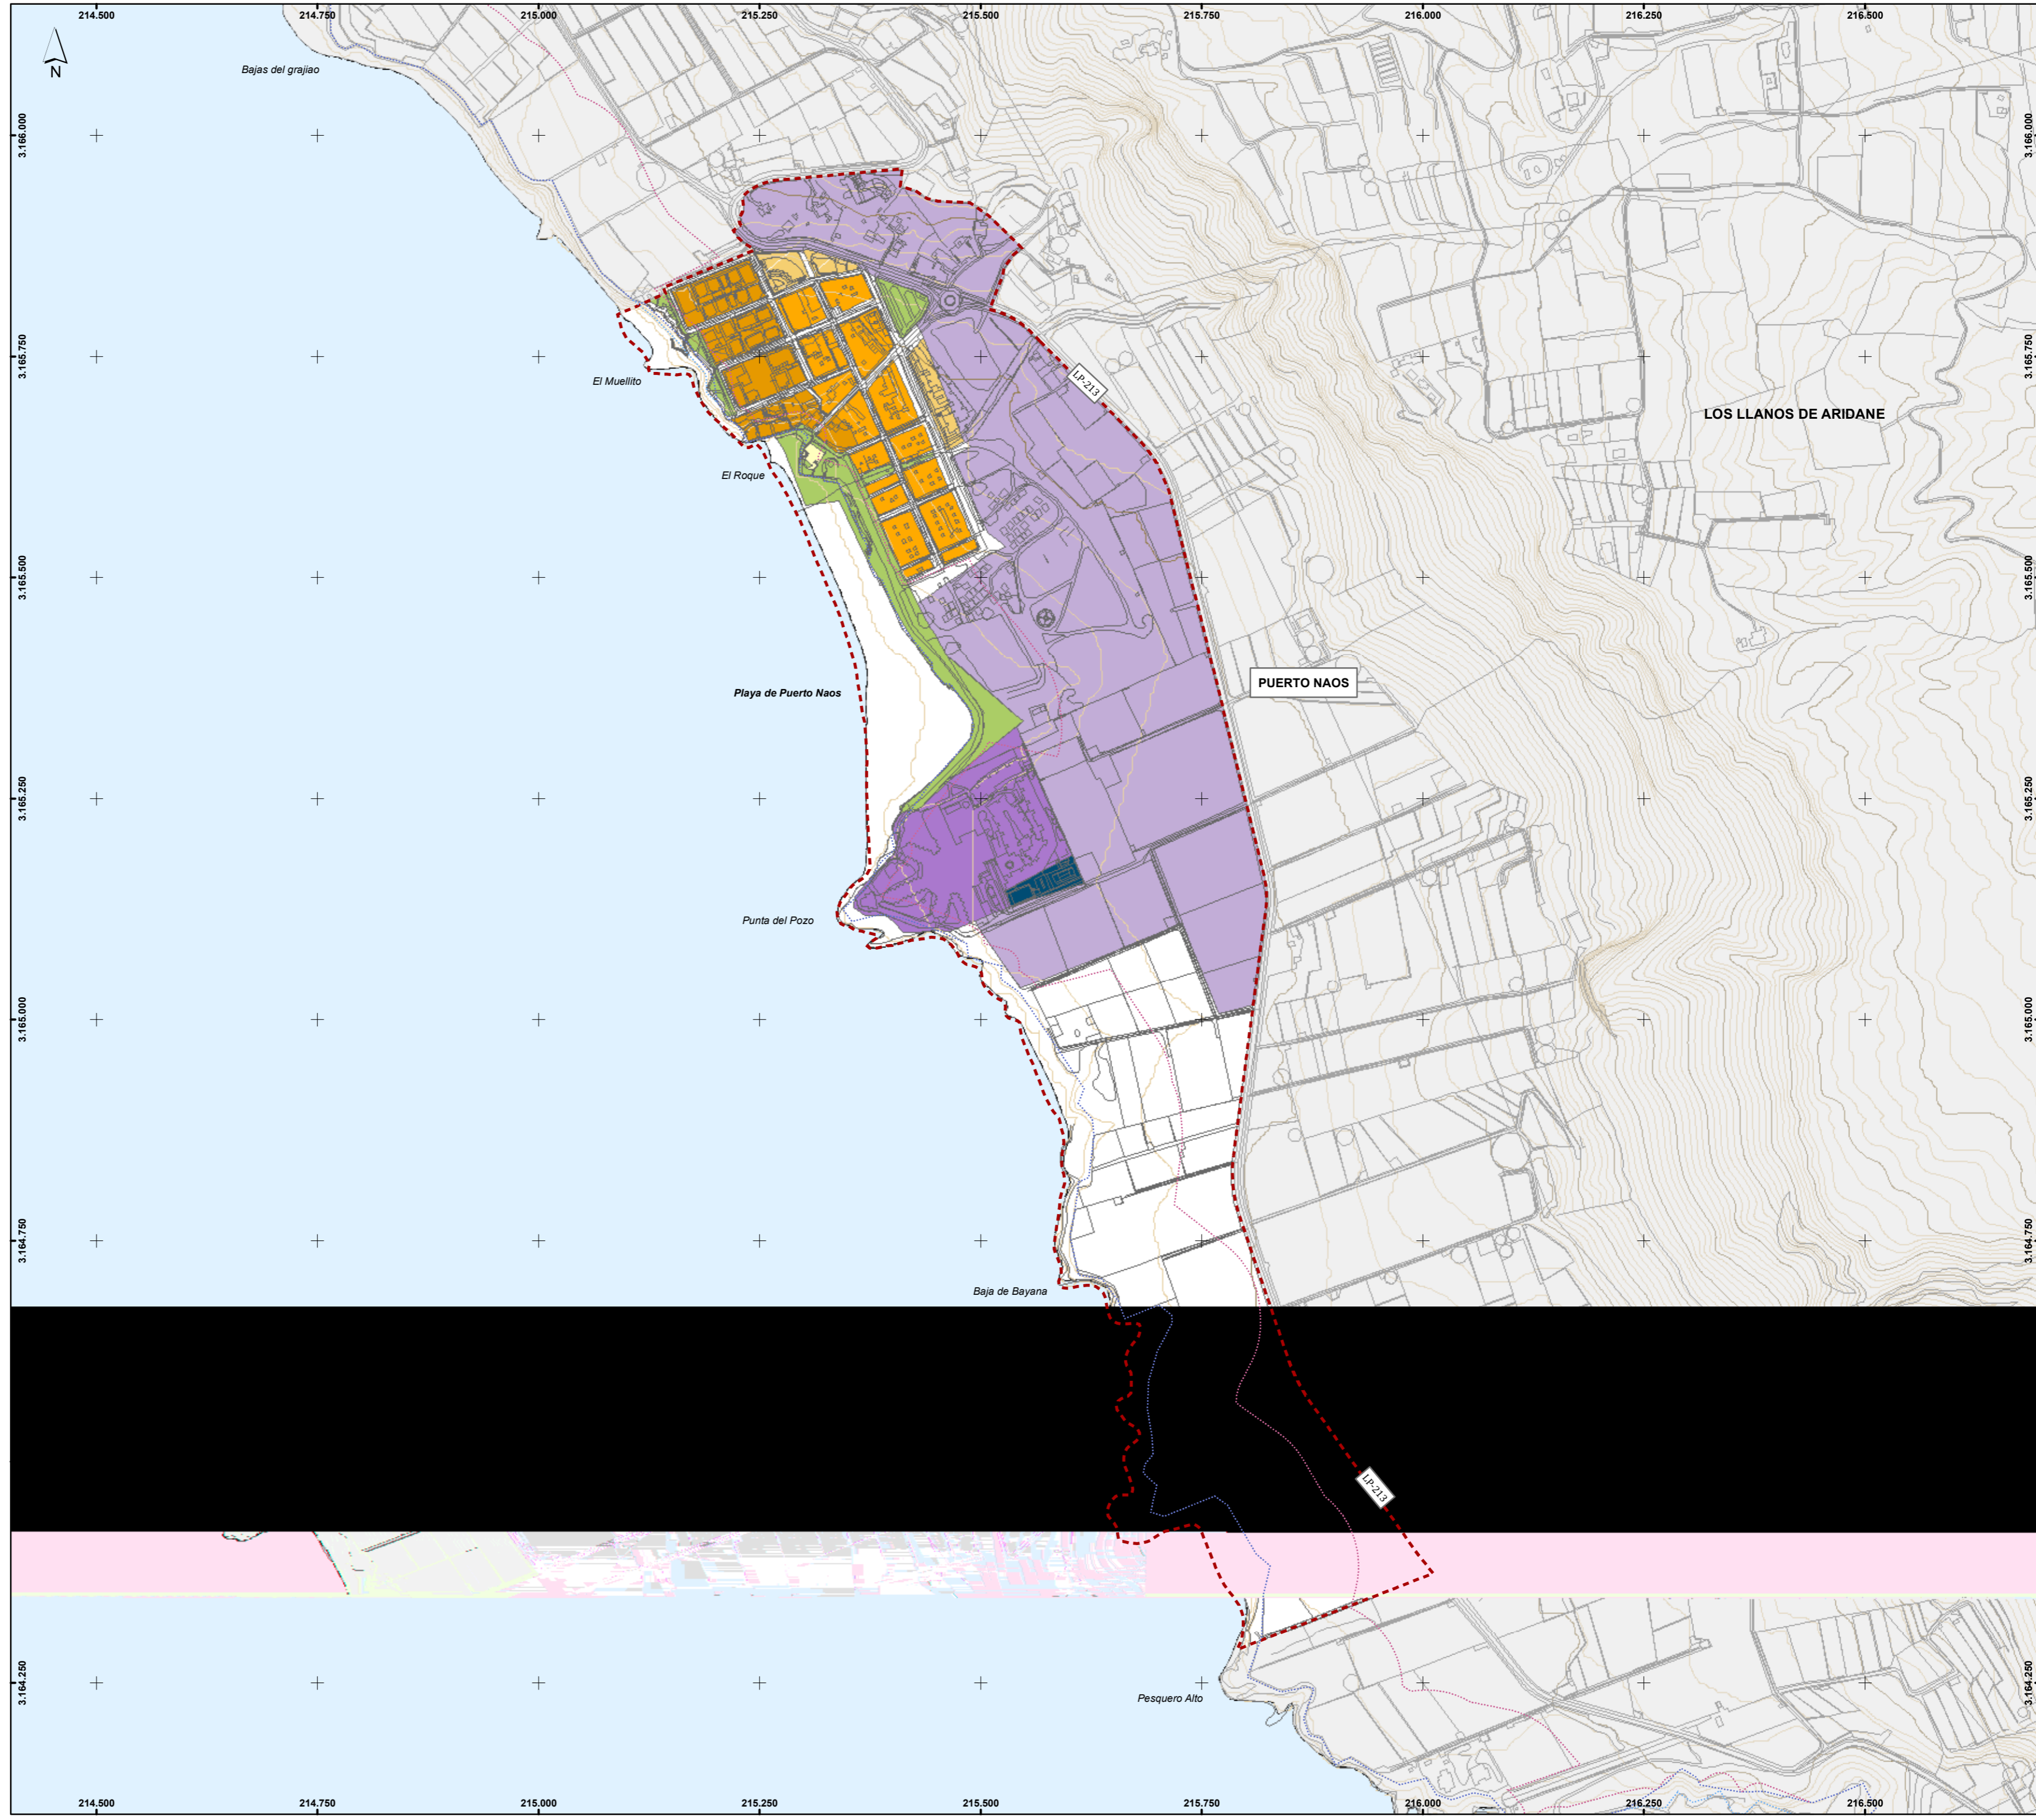 214.500 214.750 215.000 215.250 215.500 215.750 216.000 216.250 216.500
N
Bajas del grajiao
3.166.000 3.166.000
3.165.750 3.165.750
El Muellito
LP-213
LOS LLANOS DE ARIDANE
El Roque
3.165.500 3.165.500
Playa de Puerto Naos
PUERTO NAOS
3.165.250 3.165.250
Punta del Pozo
3.165.000 3.165.000
3.164.750 3.164.750
Baja de Bayana
LP-213
3.164.250 3.164.250
Pesquero Alto
214.500 214.750 215.000 215.250 215.500 215.750 216.000 216.250 216.500